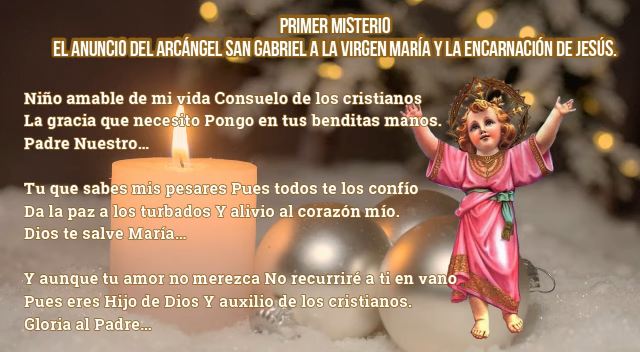 PRIMER MISTERIO
EL ANUNCIO DEL ARCÁNGEL SAN GABRIEL A LA VIRGEN MARÍA Y LA ENCARNACIÓN DE JESÚS.
Niño amable de mi vida Consuelo de los cristianos
La gracia que necesito Pongo en tus benditas manos.
Padre Nuestro...
Tu que sabes mis pesares Pues todos te los confío
Da la paz a los turbados Y alivio al corazón mío.
Dios te salve María...
Y aunque tu amor no merezca No recurriré a ti en vano
Pues eres Hijo de Dios Y auxilio de los cristianos.
Gloria al Padre...